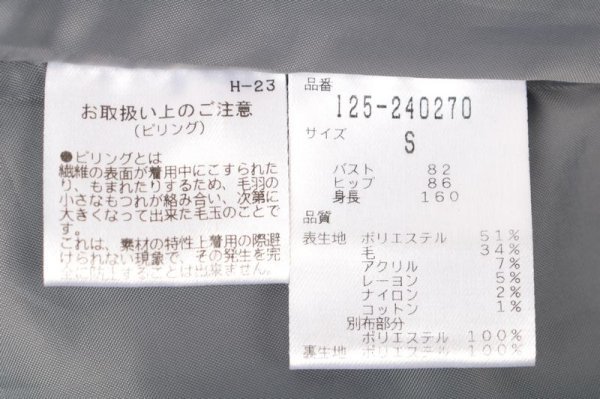 H-23
お取扱い上のご注意
(ピリング)
●ピリングとは
繊維の表面が着用中にこすられた
り、もまれたりするため、毛羽の
小さなもつれが絡み合い、次第に
大きくなって出来た毛玉のことで
す。
これは、素材の特性上着用の際避
けられない現象で、その発生を完
に防止することは出来ません。
品番
125-240270
サイズ
S
バスト 82
ヒップ 86
身長 160
品質
表生地 ポリエステル 51%
毛 34%
アクリル 7%
レーヨン 5%
ナイロン 2%
コットン 1%
別布部分
ポリエステル 100%
裏生地 ポリエステル 100%